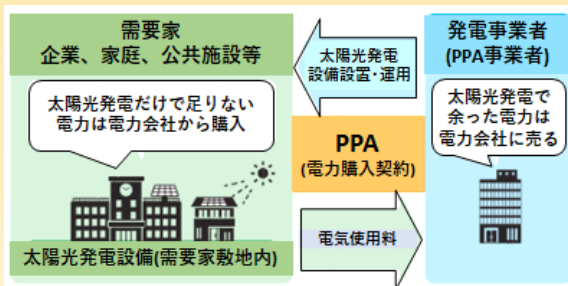 需要家
企業、家庭、公共施設等
太陽光発電だけで足りない
電力は電力会社から購入
太陽光発電設備(需要家敷地内)
太陽光発電
設備設置・運用
PPA
(電力購入契約)
電気使用料
発電事業者
(PPA事業者)
太陽光発電で
余った電力は
電力会社に売る